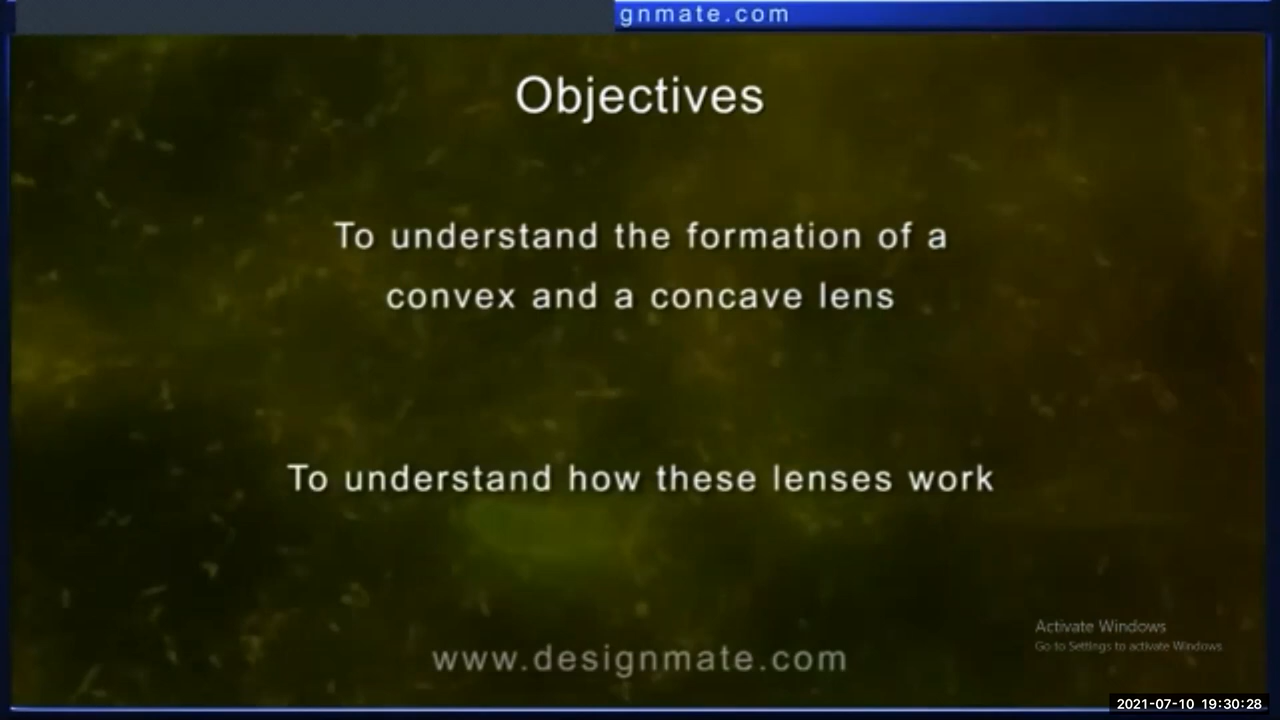 gnmate.com
Objectives
To understand the formation of a
convex and a concave lens
To understand how these lenses work
www.designmate.com
Activate Windows
Go to Settings to activate Windows
2021-07-10 19:30:28